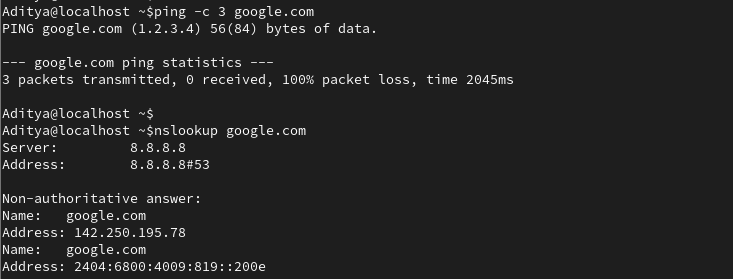 Aditya@localhost ~$ping -c 3 google.com
PING google.com (1.2.3.4) 56(84) bytes of data.
--- google.com ping statistics ---
3 packets transmitted, 0 received, 100% packet loss, time 2045ms
Aditya@localhost ~$
Aditya@localhost ~$nslookup google.com
Server:         8.8.8.8
Address:        8.8.8.8#53
Non-authoritative answer:
Name:   google.com
Address: 142.250.195.78
Name:   google.com
Address: 2404:6800:4009:819::200e